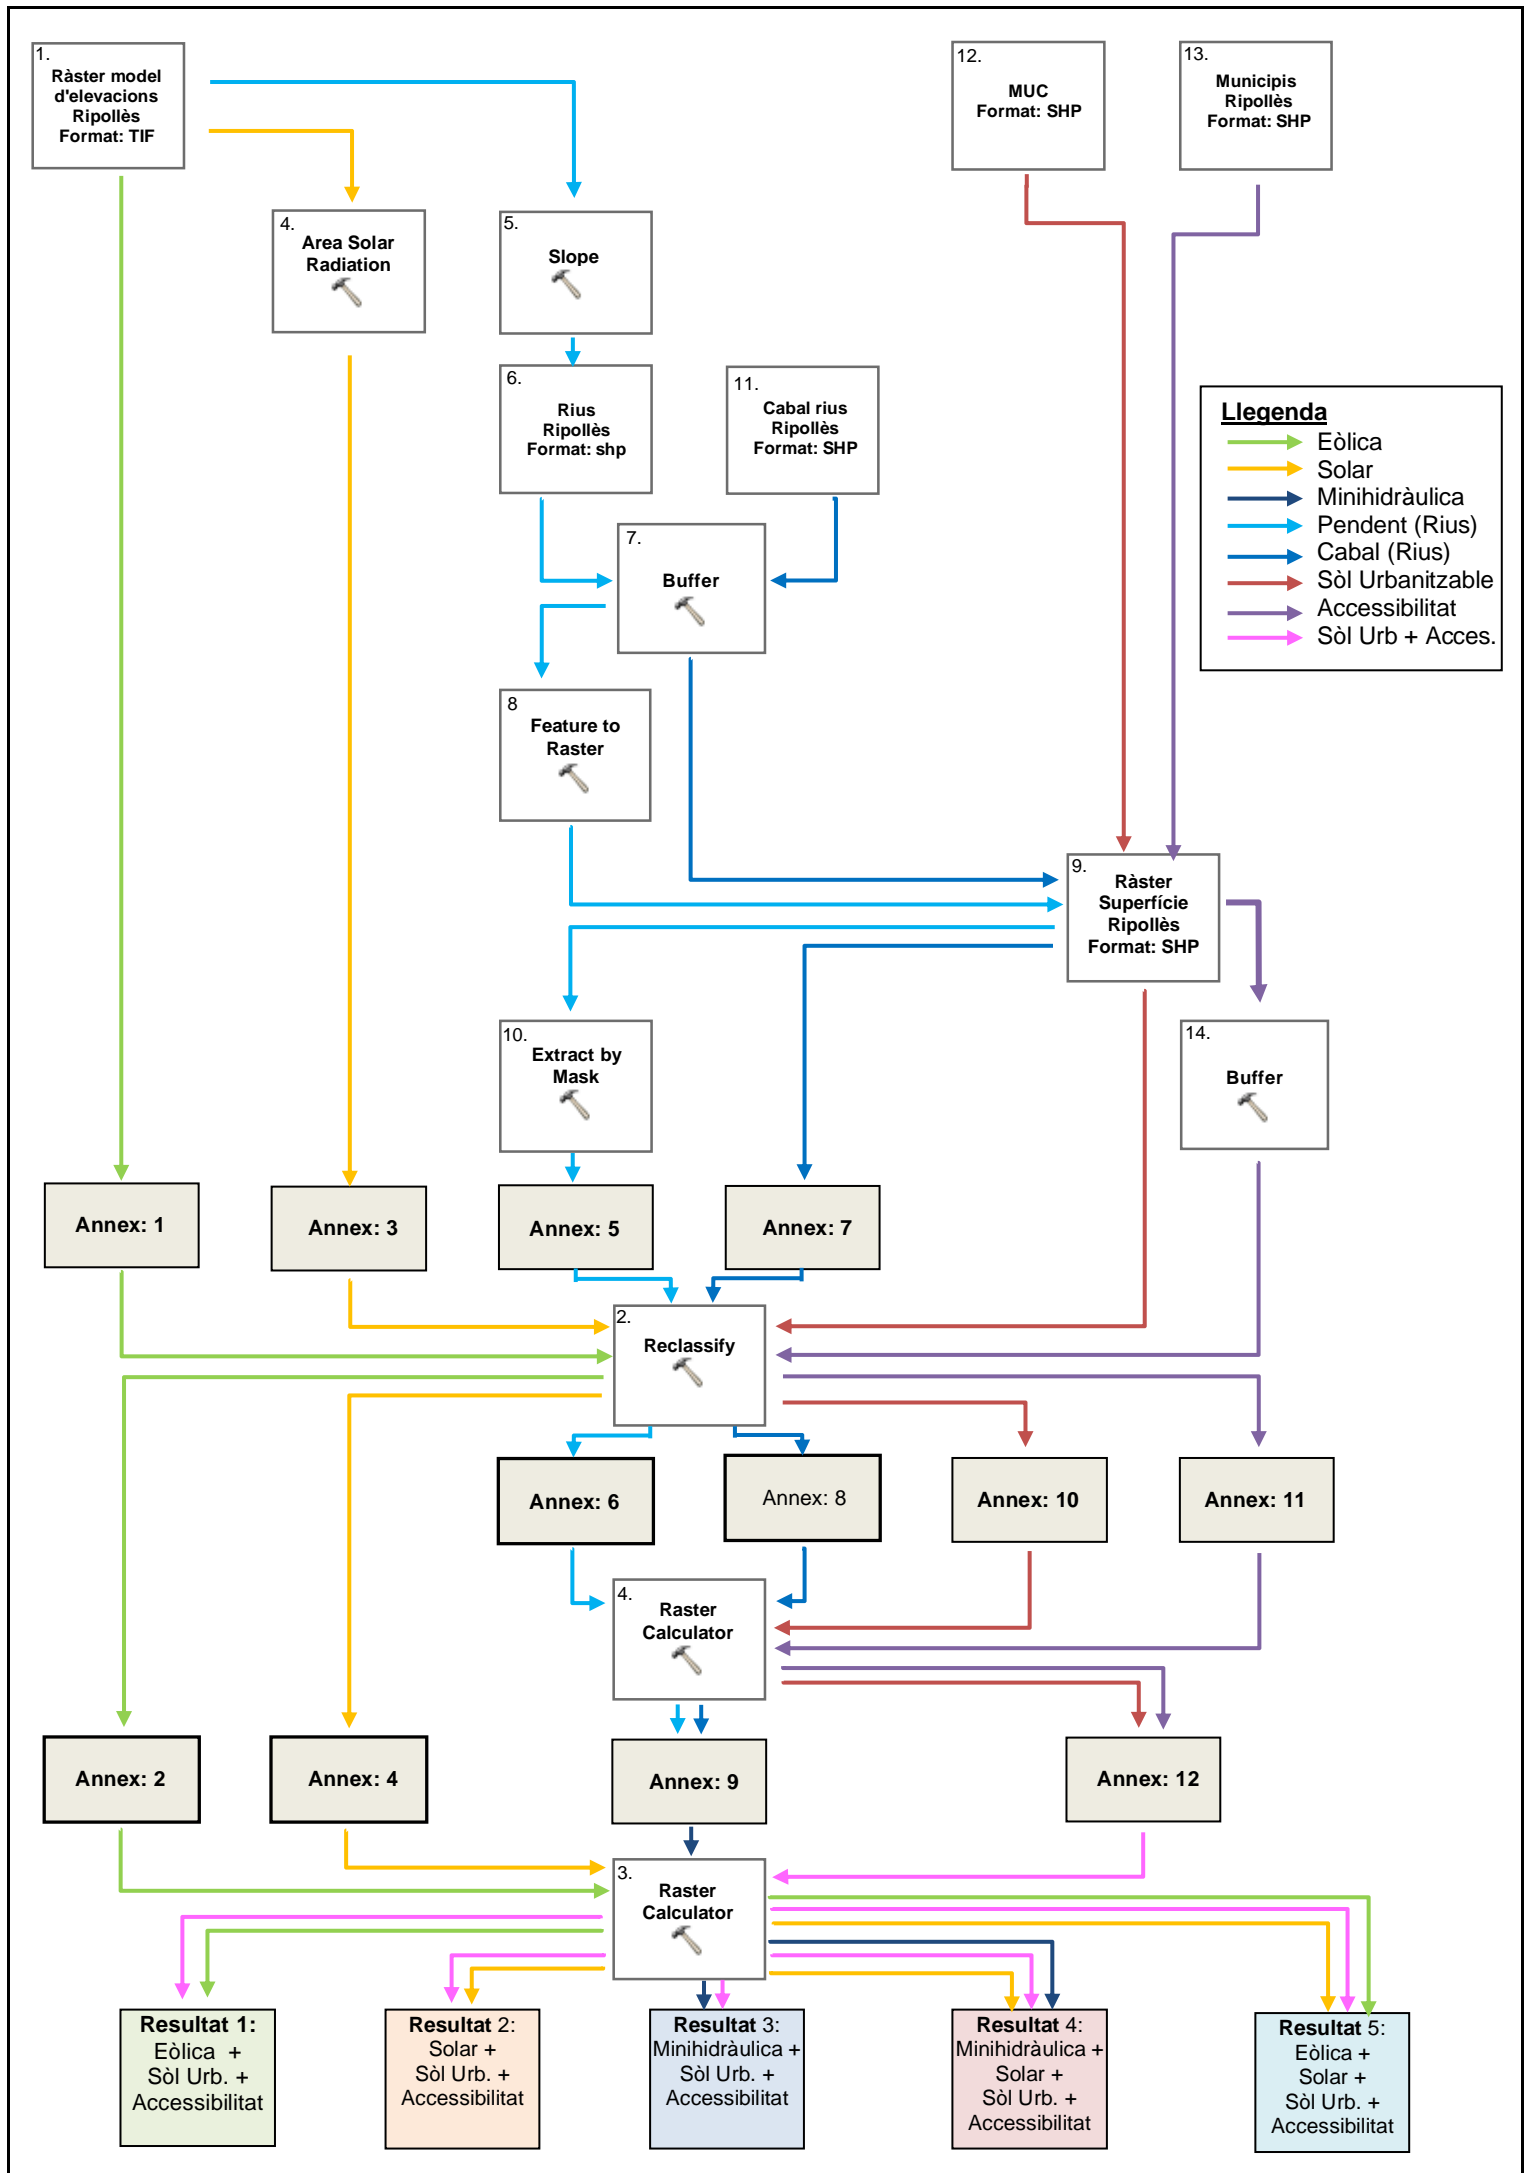 1.
Ràster model
d'elevacions
Ripollès
Format: TIF
12.
MUC
Format: SHP
13.
Municipis
Ripollès
Format: SHP
4.
Area Solar
Radiation
5.
Slope
6.
Rius
Ripollès
Format: shp
11.
Cabal rius
Ripollès
Format: SHP
Llegenda
Eòlica
Solar
Minihidràulica
Pendent (Rius)
Cabal (Rius)
Sòl Urbanitzable
Accessibilitat
Sòl Urb + Acces.
7.
Buffer
8
Feature to
Raster
9.
Ràster
Superfície
Ripollès
Format: SHP
10.
Extract by
Mask
14.
Buffer
Annex: 1
Annex: 3
Annex: 5
Annex: 7
2.
Reclassify
Annex: 6
Annex: 8
Annex: 10
Annex: 11
4.
Raster
Calculator
Annex: 2
Annex: 4
Annex: 9
Annex: 12
3.
Raster
Calculator
Resultat 1:
Eòlica +
Sòl Urb. +
Accessibilitat
Resultat 2:
Solar +
Sòl Urb. +
Accessibilitat
Resultat 3:
Minihidràulica +
Sòl Urb. +
Accessibilitat
Resultat 4:
Minihidràulica +
Solar +
Sòl Urb. +
Accessibilitat
Resultat 5:
Eòlica +
Solar +
Sòl Urb. +
Accessibilitat